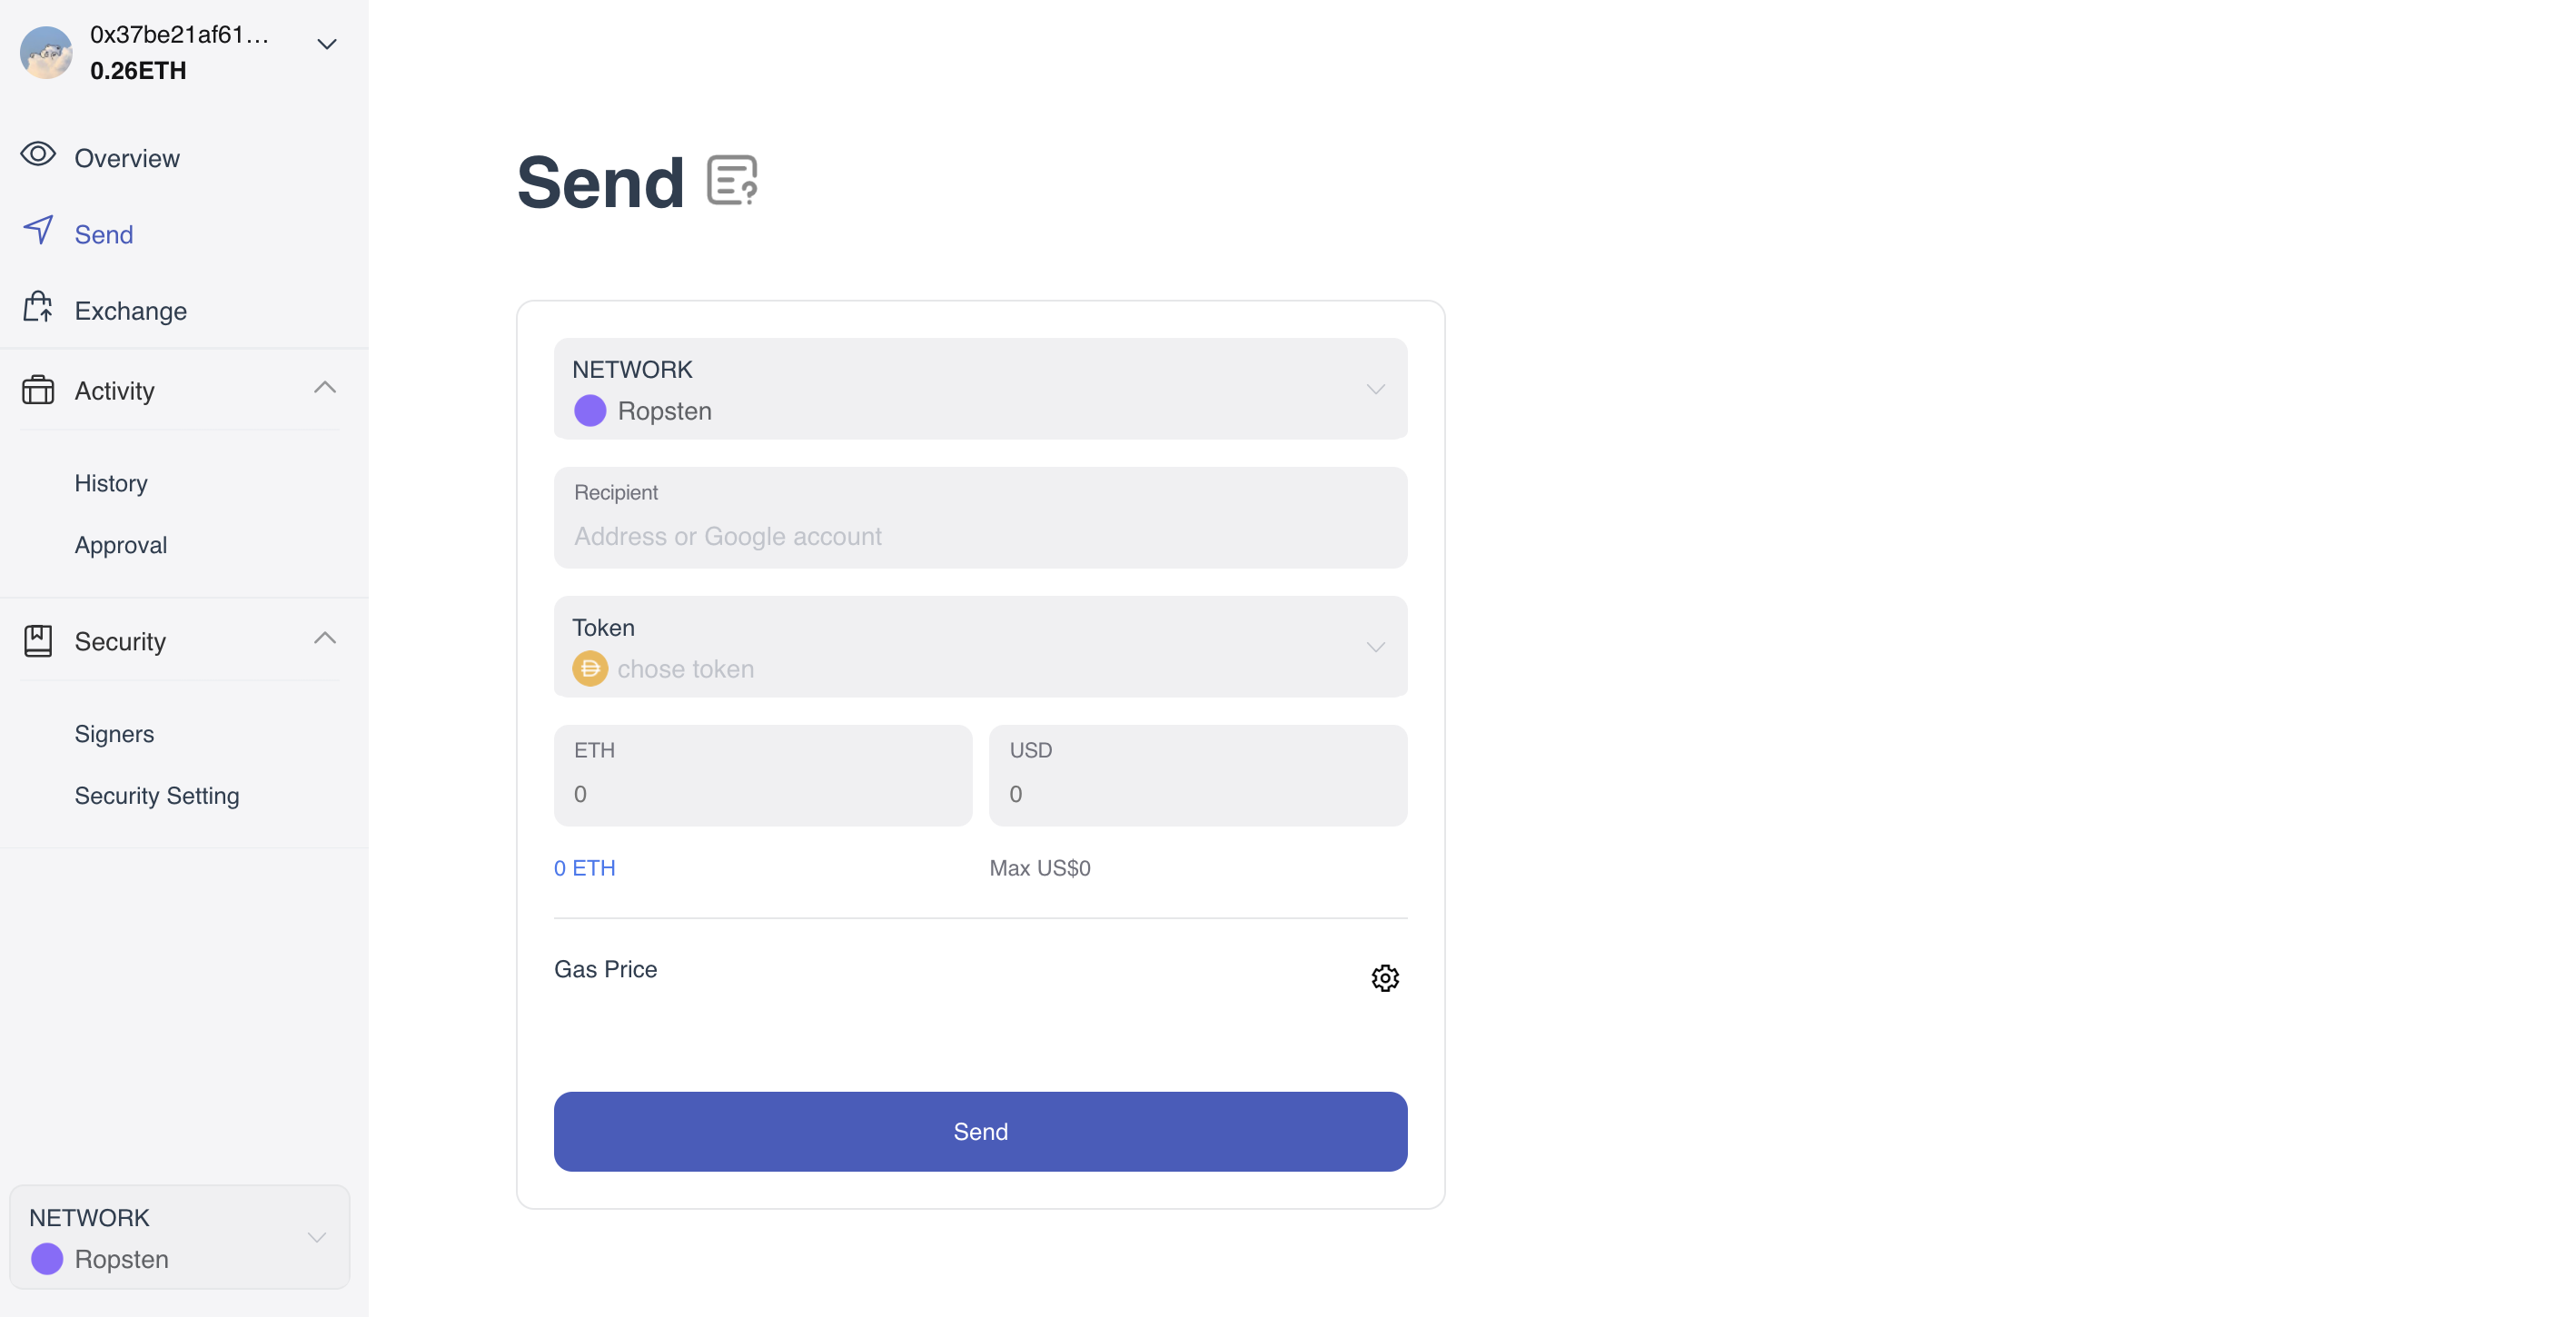 0x37be21af61...
0.26ETH
Overview
Send
Exchange
Activity
History
Approval
Security
Signers
Security Setting
NETWORK
Ropsten
Send
NETWORK
Ropsten
Recipient
Address or Google account
Token
chose token
ETH
0
USD
0
0 ETH
Max US$0
Gas Price
Send